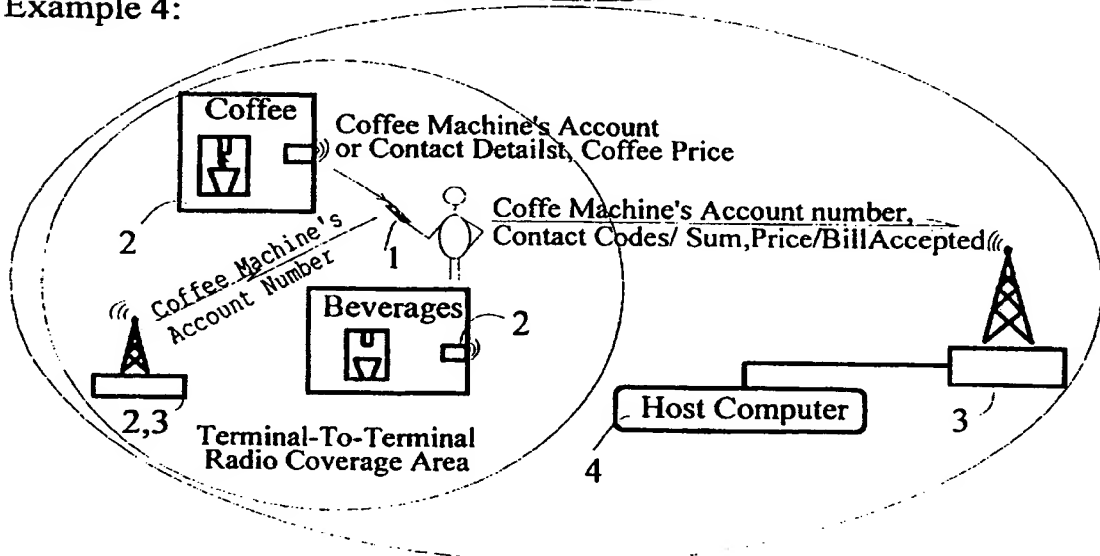 Example 4:
Coffee
Coffee Machine's Account
or Contact Detailst, Coffee Price
2
1
Coffe Machine's Account number,
Contact Codes/ Sum,Price/BillAccepted
Coffee Machine's
Account Number
Beverages
2
2,3
Terminal-To-Terminal
Radio Coverage Area
Host Computer
4
3